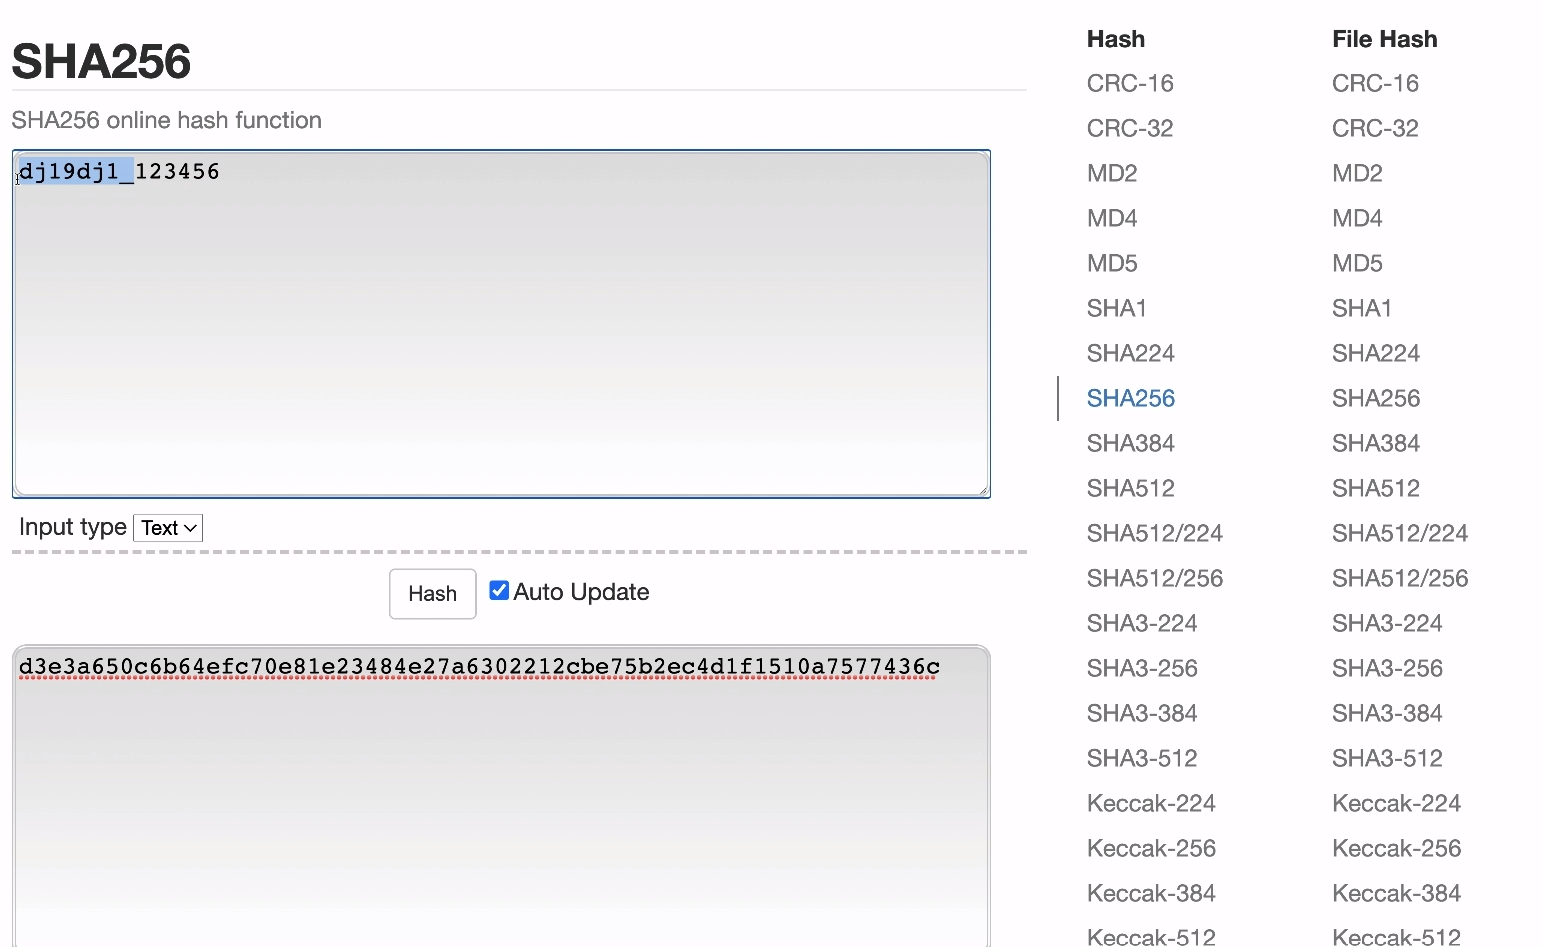 SHA256
SHA256 online hash function
dj19dj1_123456
Input type Text
Hash Auto Update
d3e3a650c6b64efc70e81e23484e27a6302212cbe75b2ec4d1f1510a7577436c
Hash
CRC-16
CRC-32
MD2
MD4
MD5
SHA1
SHA224
SHA256
SHA384
SHA512
SHA512/224
SHA512/256
SHA3-224
SHA3-256
SHA3-384
SHA3-512
Keccak-224
Keccak-256
Keccak-384
Keccak-512
File Hash
CRC-16
CRC-32
MD2
MD4
MD5
SHA1
SHA224
SHA256
SHA384
SHA512
SHA512/224
SHA512/256
SHA3-224
SHA3-256
SHA3-384
SHA3-512
Keccak-224
Keccak-256
Keccak-384
Keccak-512